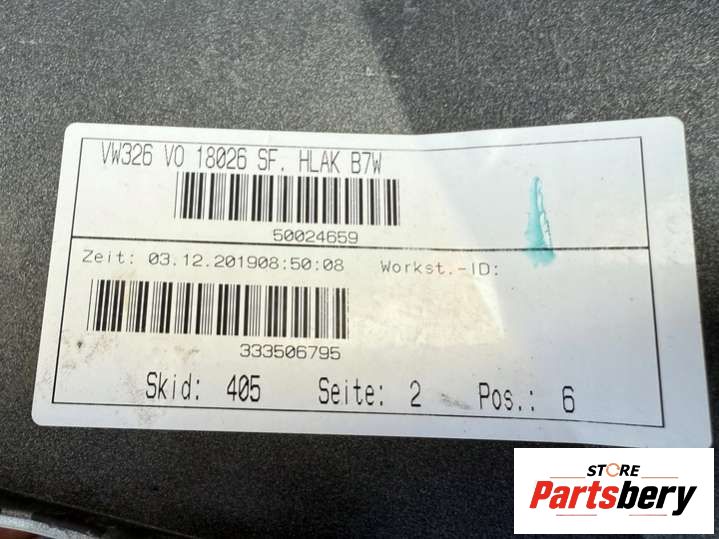 VW326 VO 18026 SF. HLAK B7W
50024659
Zeit: 03.12.201908:50:08 Workst.-ID:
333506795
Skid: 405 Seite: 2 Pos.: 6
STORE
Partsbery